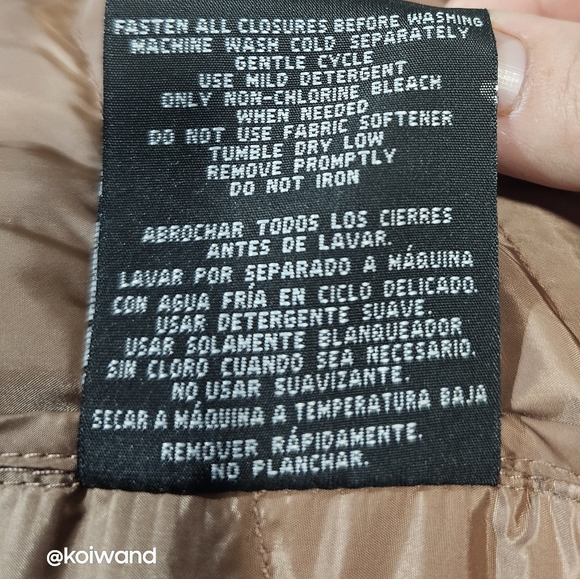 FASTEN ALL CLOSURES BEFORE WASHING
MACHINE WASH COLD SEPARATELY
GENTLE CYCLE
USE MILD DETERGENT
ONLY NON-CHLORINE BLEACH
WHEN NEEDED
DO NOT USE FABRIC SOFTENER
TUMBLE DRY LOW
REMOVE PROMPTLY
DO NOT IRON
ABROCHAR TODOS LOS CIERRES
ANTES DE LAVAR.
LAVAR POR SEPARADO A MÁQUINA
CON AGUA FRÍA EN CICLO DELICADO.
USAR DETERGENTE SUAVE.
USAR SOLAMENTE BLANQUEADOR
SIN CLORO CUANDO SEA NECESARIO.
NO USAR SUAVIZANTE.
SECAR A MÁQUINA A TEMPERATURA BAJA
REMOVER RÁPIDAMENTE.
NO PLANCHAR.
@koiwand